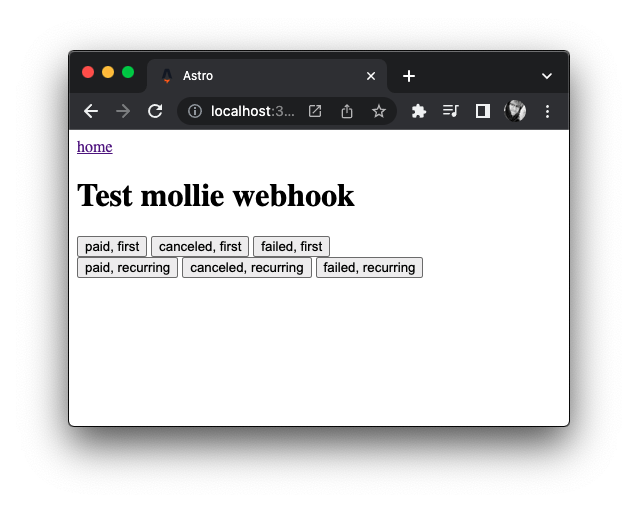 Astro
localhost:3...
home
Test mollie webhook
paid, first canceled, first failed, first
paid, recurring canceled, recurring failed, recurring